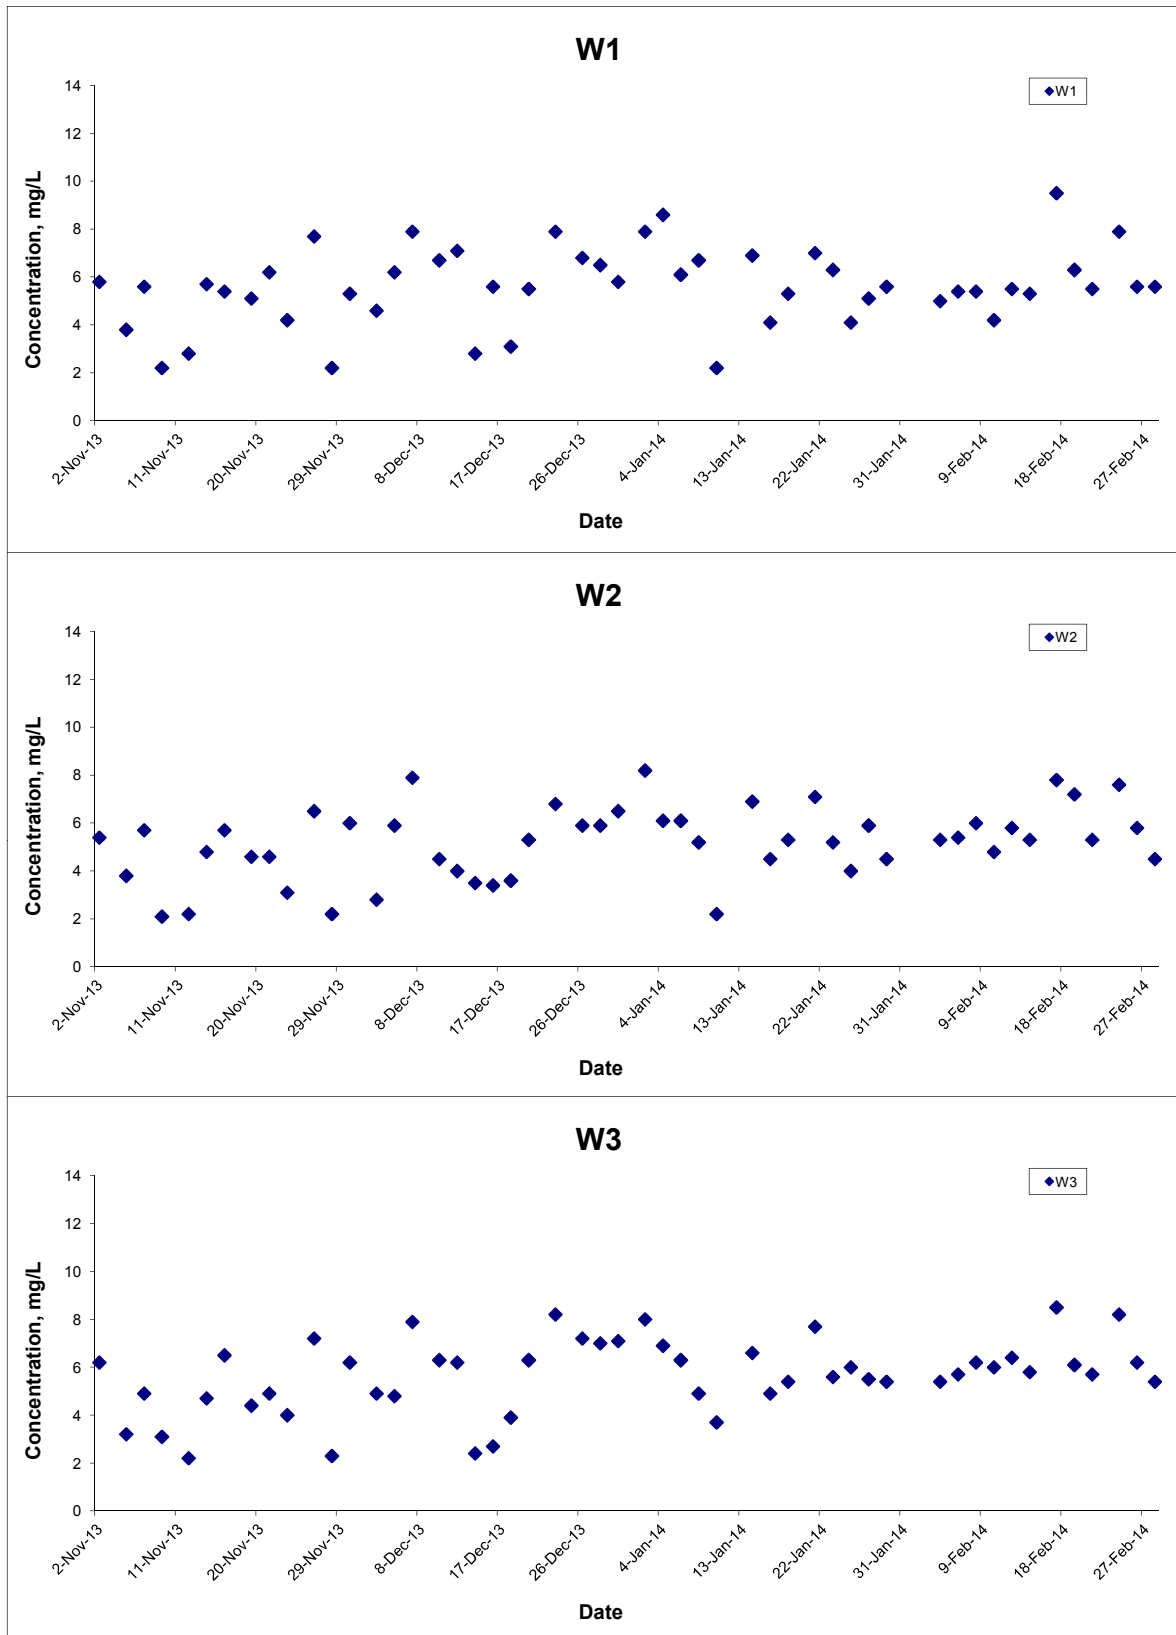 W1
W1
Concentration, mg/L
14
12
10
8
6
4
2
0
2-Nov-13
11-Nov-13
20-Nov-13
29-Nov-13
8-Dec-13
17-Dec-13
26-Dec-13
4-Jan-14
13-Jan-14
22-Jan-14
31-Jan-14
9-Feb-14
18-Feb-14
27-Feb-14
Date
W2
W2
Concentration, mg/L
14
12
10
8
6
4
2
0
2-Nov-13
11-Nov-13
20-Nov-13
29-Nov-13
8-Dec-13
17-Dec-13
26-Dec-13
4-Jan-14
13-Jan-14
22-Jan-14
31-Jan-14
9-Feb-14
18-Feb-14
27-Feb-14
Date
W3
W3
Concentration, mg/L
14
12
10
8
6
4
2
0
2-Nov-13
11-Nov-13
20-Nov-13
29-Nov-13
8-Dec-13
17-Dec-13
26-Dec-13
4-Jan-14
13-Jan-14
22-Jan-14
31-Jan-14
9-Feb-14
18-Feb-14
27-Feb-14
Date